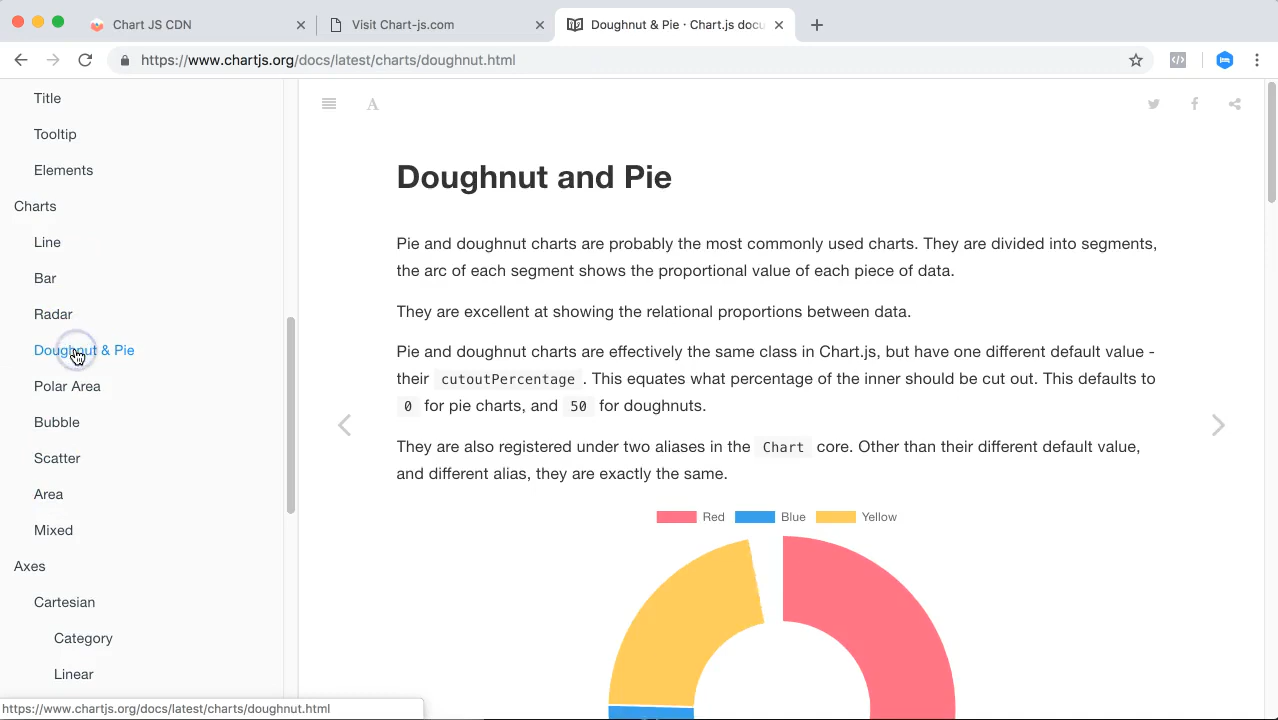 Chart JS CDN
Visit Chart-js.com
Doughnut & Pie · Chart.js docu
https://www.chartjs.org/docs/latest/charts/doughnut.html
Title
Tooltip
Elements
Charts
Line
Bar
Radar
Doughnut & Pie
Polar Area
Bubble
Scatter
Area
Mixed
Axes
Cartesian
Category
Linear
https://www.chartjs.org/docs/latest/charts/doughnut.html
A
Doughnut and Pie
Pie and doughnut charts are probably the most commonly used charts. They are divided into segments,
the arc of each segment shows the proportional value of each piece of data.
They are excellent at showing the relational proportions between data.
Pie and doughnut charts are effectively the same class in Chart.js, but have one different default value -
their cutoutPercentage . This equates what percentage of the inner should be cut out. This defaults to
0 for pie charts, and 50 for doughnuts.
They are also registered under two aliases in the Chart core. Other than their different default value,
and different alias, they are exactly the same.
Red Blue Yellow